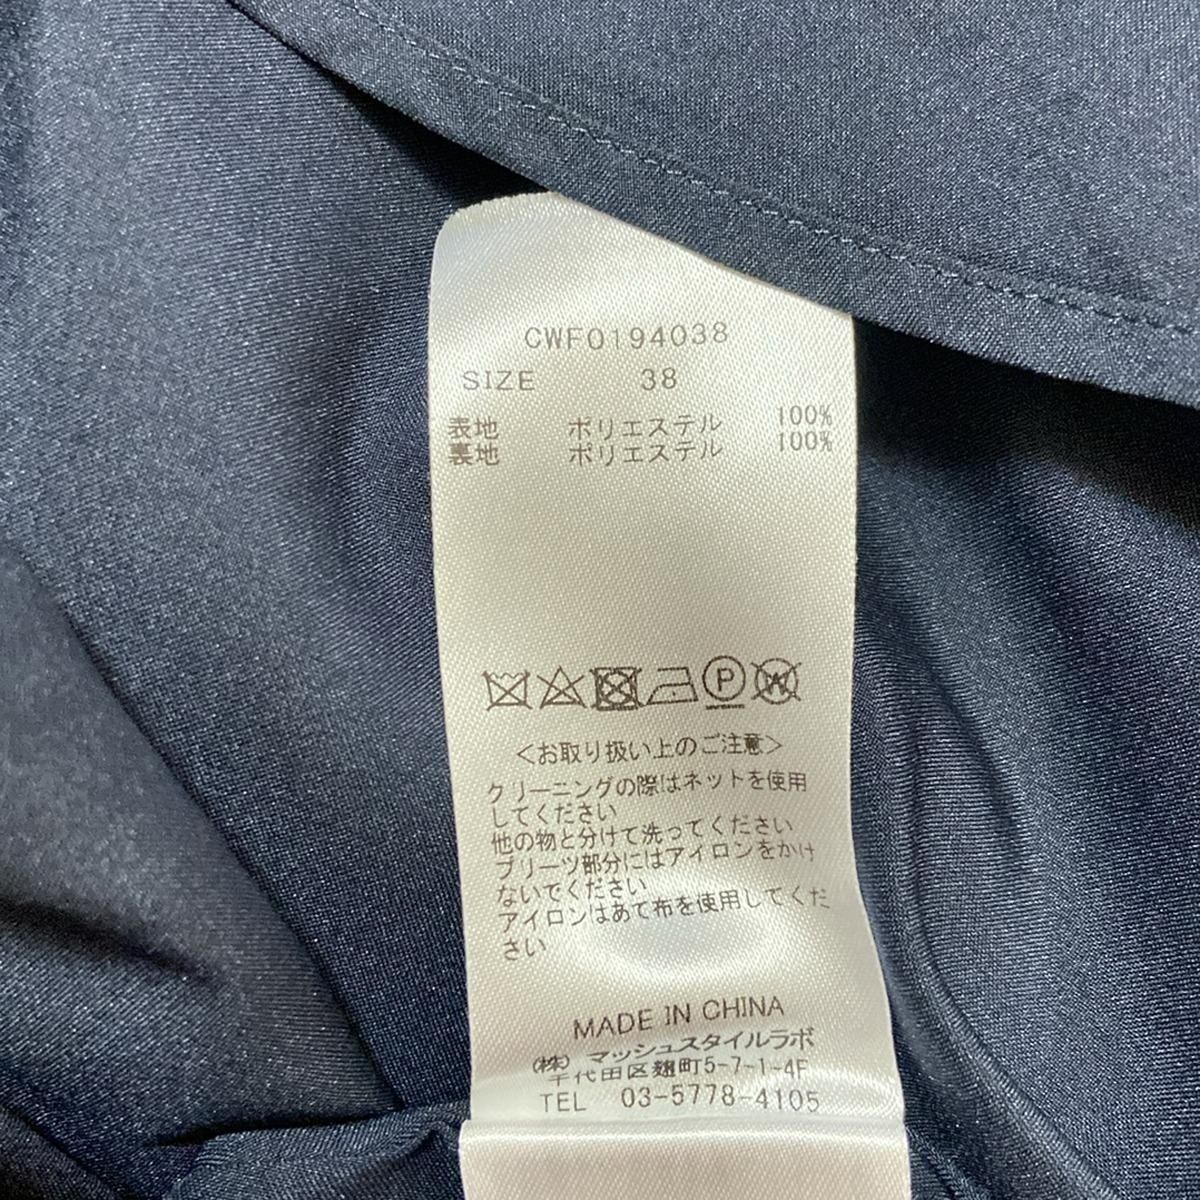 CWF0194038
SIZE 38
表地 ポリエステル 100%
裏地 ポリエステル 100%
P W
<お取り扱い上のご注意>
クリーニングの際はネットを使用
してください
他の物と分けて洗ってください
プリーツ部分にはアイロンをかけ
ないでください
アイロンはあて布を使用してくだ
さい
MADE IN CHINA
(株) マッシュスタイルラボ
千代田区麹町5-7-1-4F
TEL 03-5778-4105